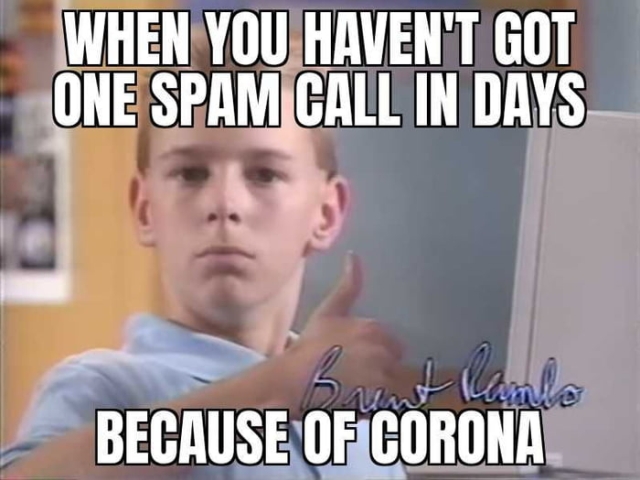 WHEN YOU HAVEN'T GOT
ONE SPAM CALL IN DAYS
Brent Rambo
BECAUSE OF CORONA